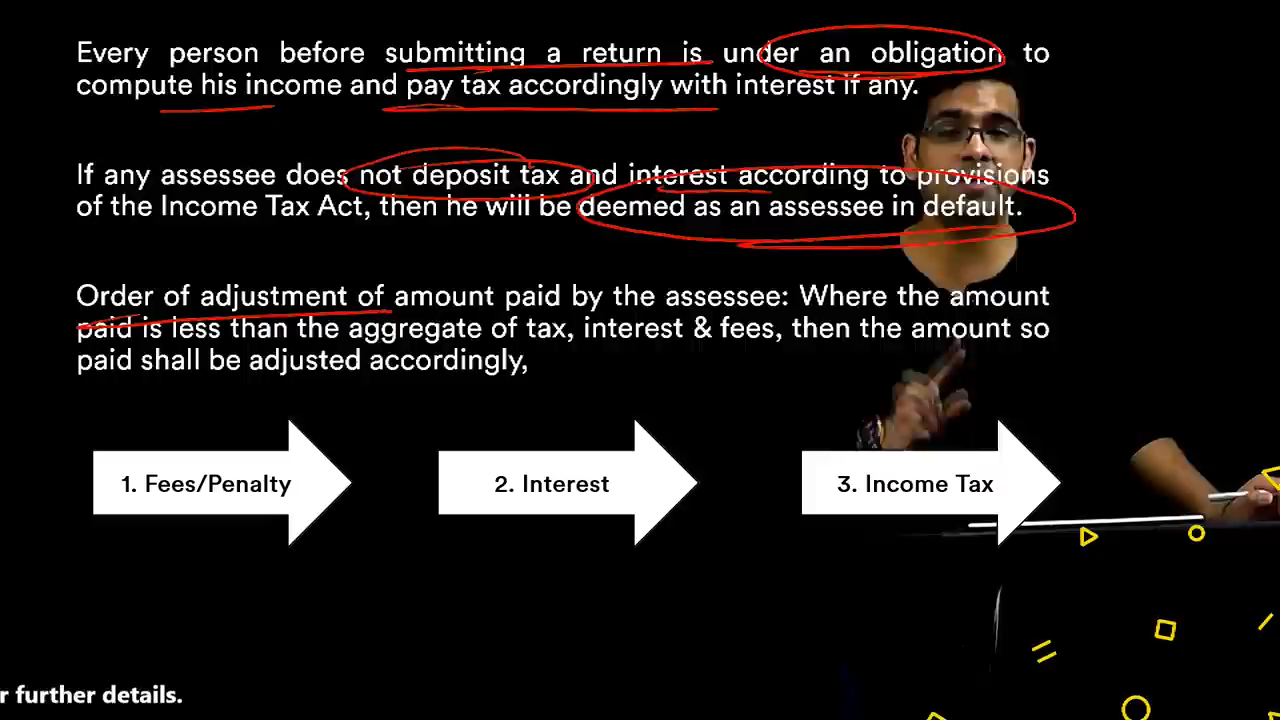 Every person before submitting a return is under an obligation to
compute his income and pay tax accordingly with interest if any.
If any assessee does not deposit tax and interest according to provisions
of the Income Tax Act, then he will be deemed as an assessee in default.
Order of adjustment of amount paid by the assessee: Where the amount
paid is less than the aggregate of tax, interest & fees, then the amount so
paid shall be adjusted accordingly,
1. Fees/Penalty
2. Interest
3. Income Tax
r further details.